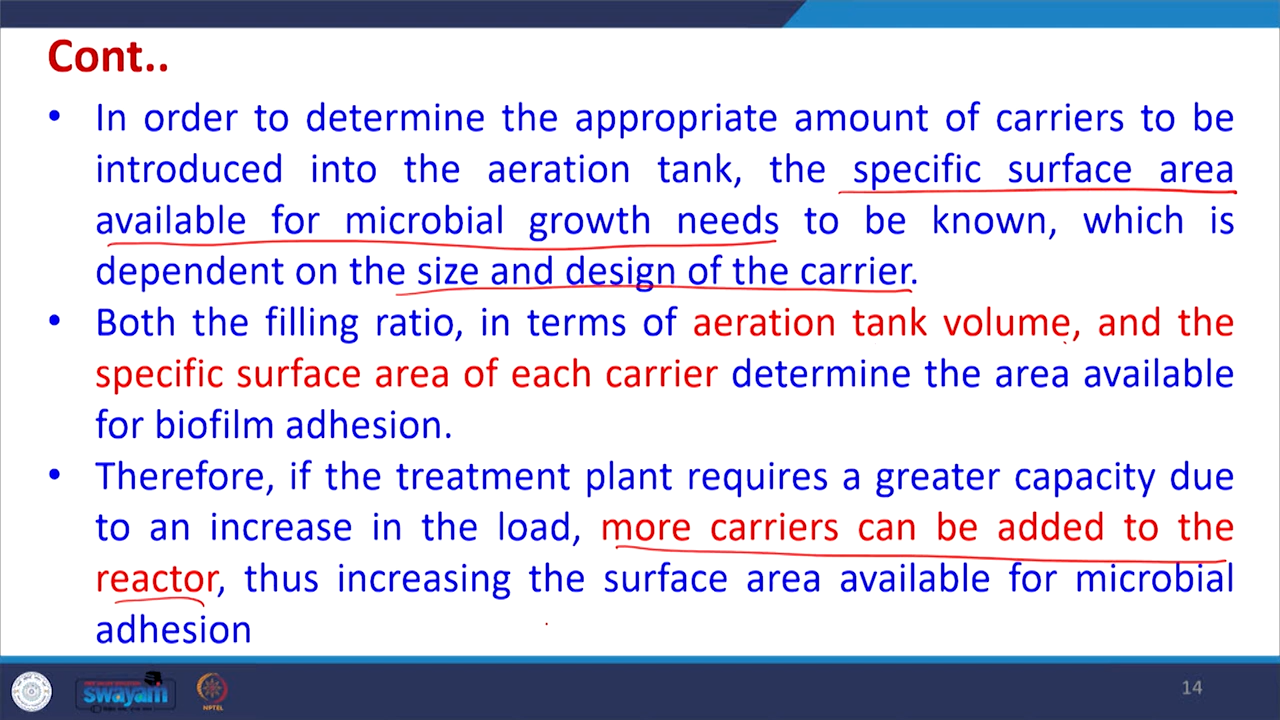 Cont..
• In order to determine the appropriate amount of carriers to be
introduced into the aeration tank, the specific surface area
available for microbial growth needs to be known, which is
dependent on the size and design of the carrier.
• Both the filling ratio, in terms of aeration tank volume, and the
specific surface area of each carrier determine the area available
for biofilm adhesion.
• Therefore, if the treatment plant requires a greater capacity due
to an increase in the load, more carriers can be added to the
reactor, thus increasing the surface area available for microbial
adhesion
swayam
NPTEL
14